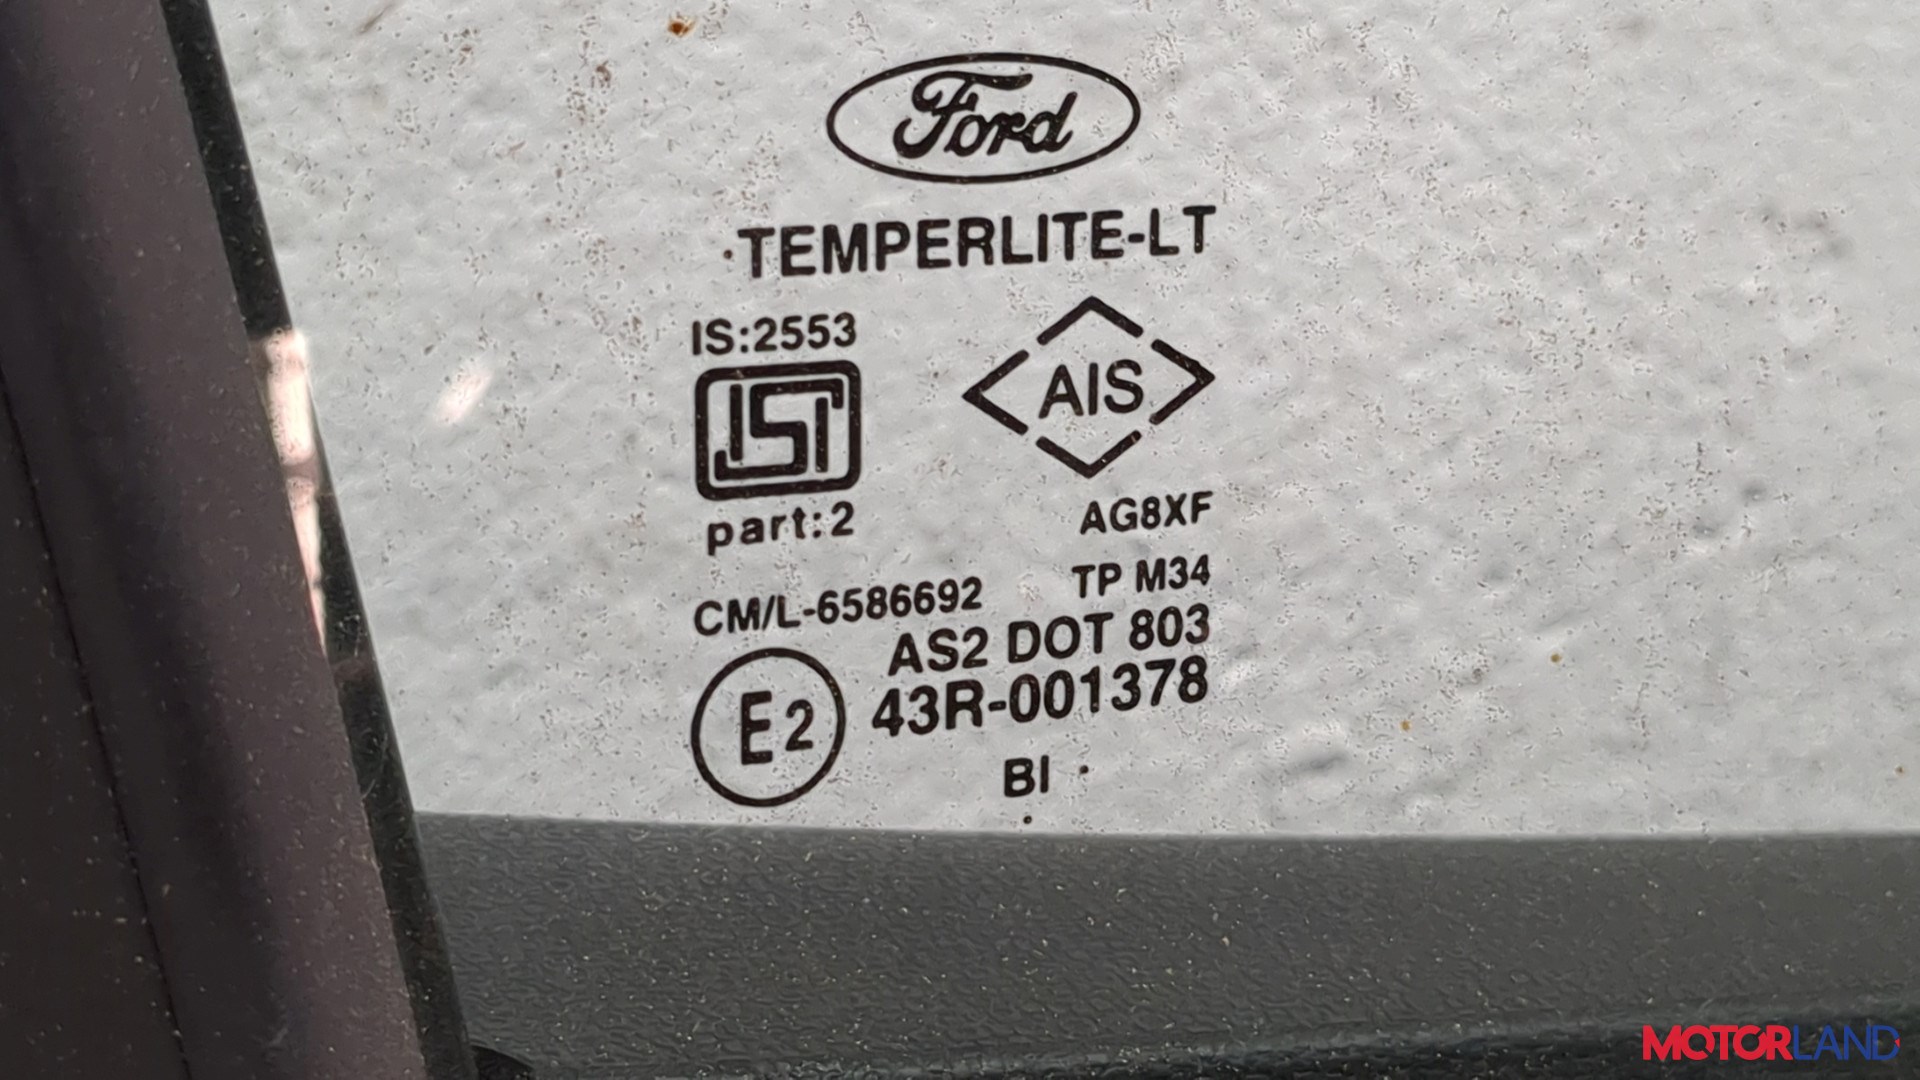 Ford
TEMPERLITE-LT
IS:2553
ISI
part:2
AIS
AG8XF
CM/L-6586692 TP M34
AS2 DOT 803
E2 43R-001378
BI
MOTORLAND